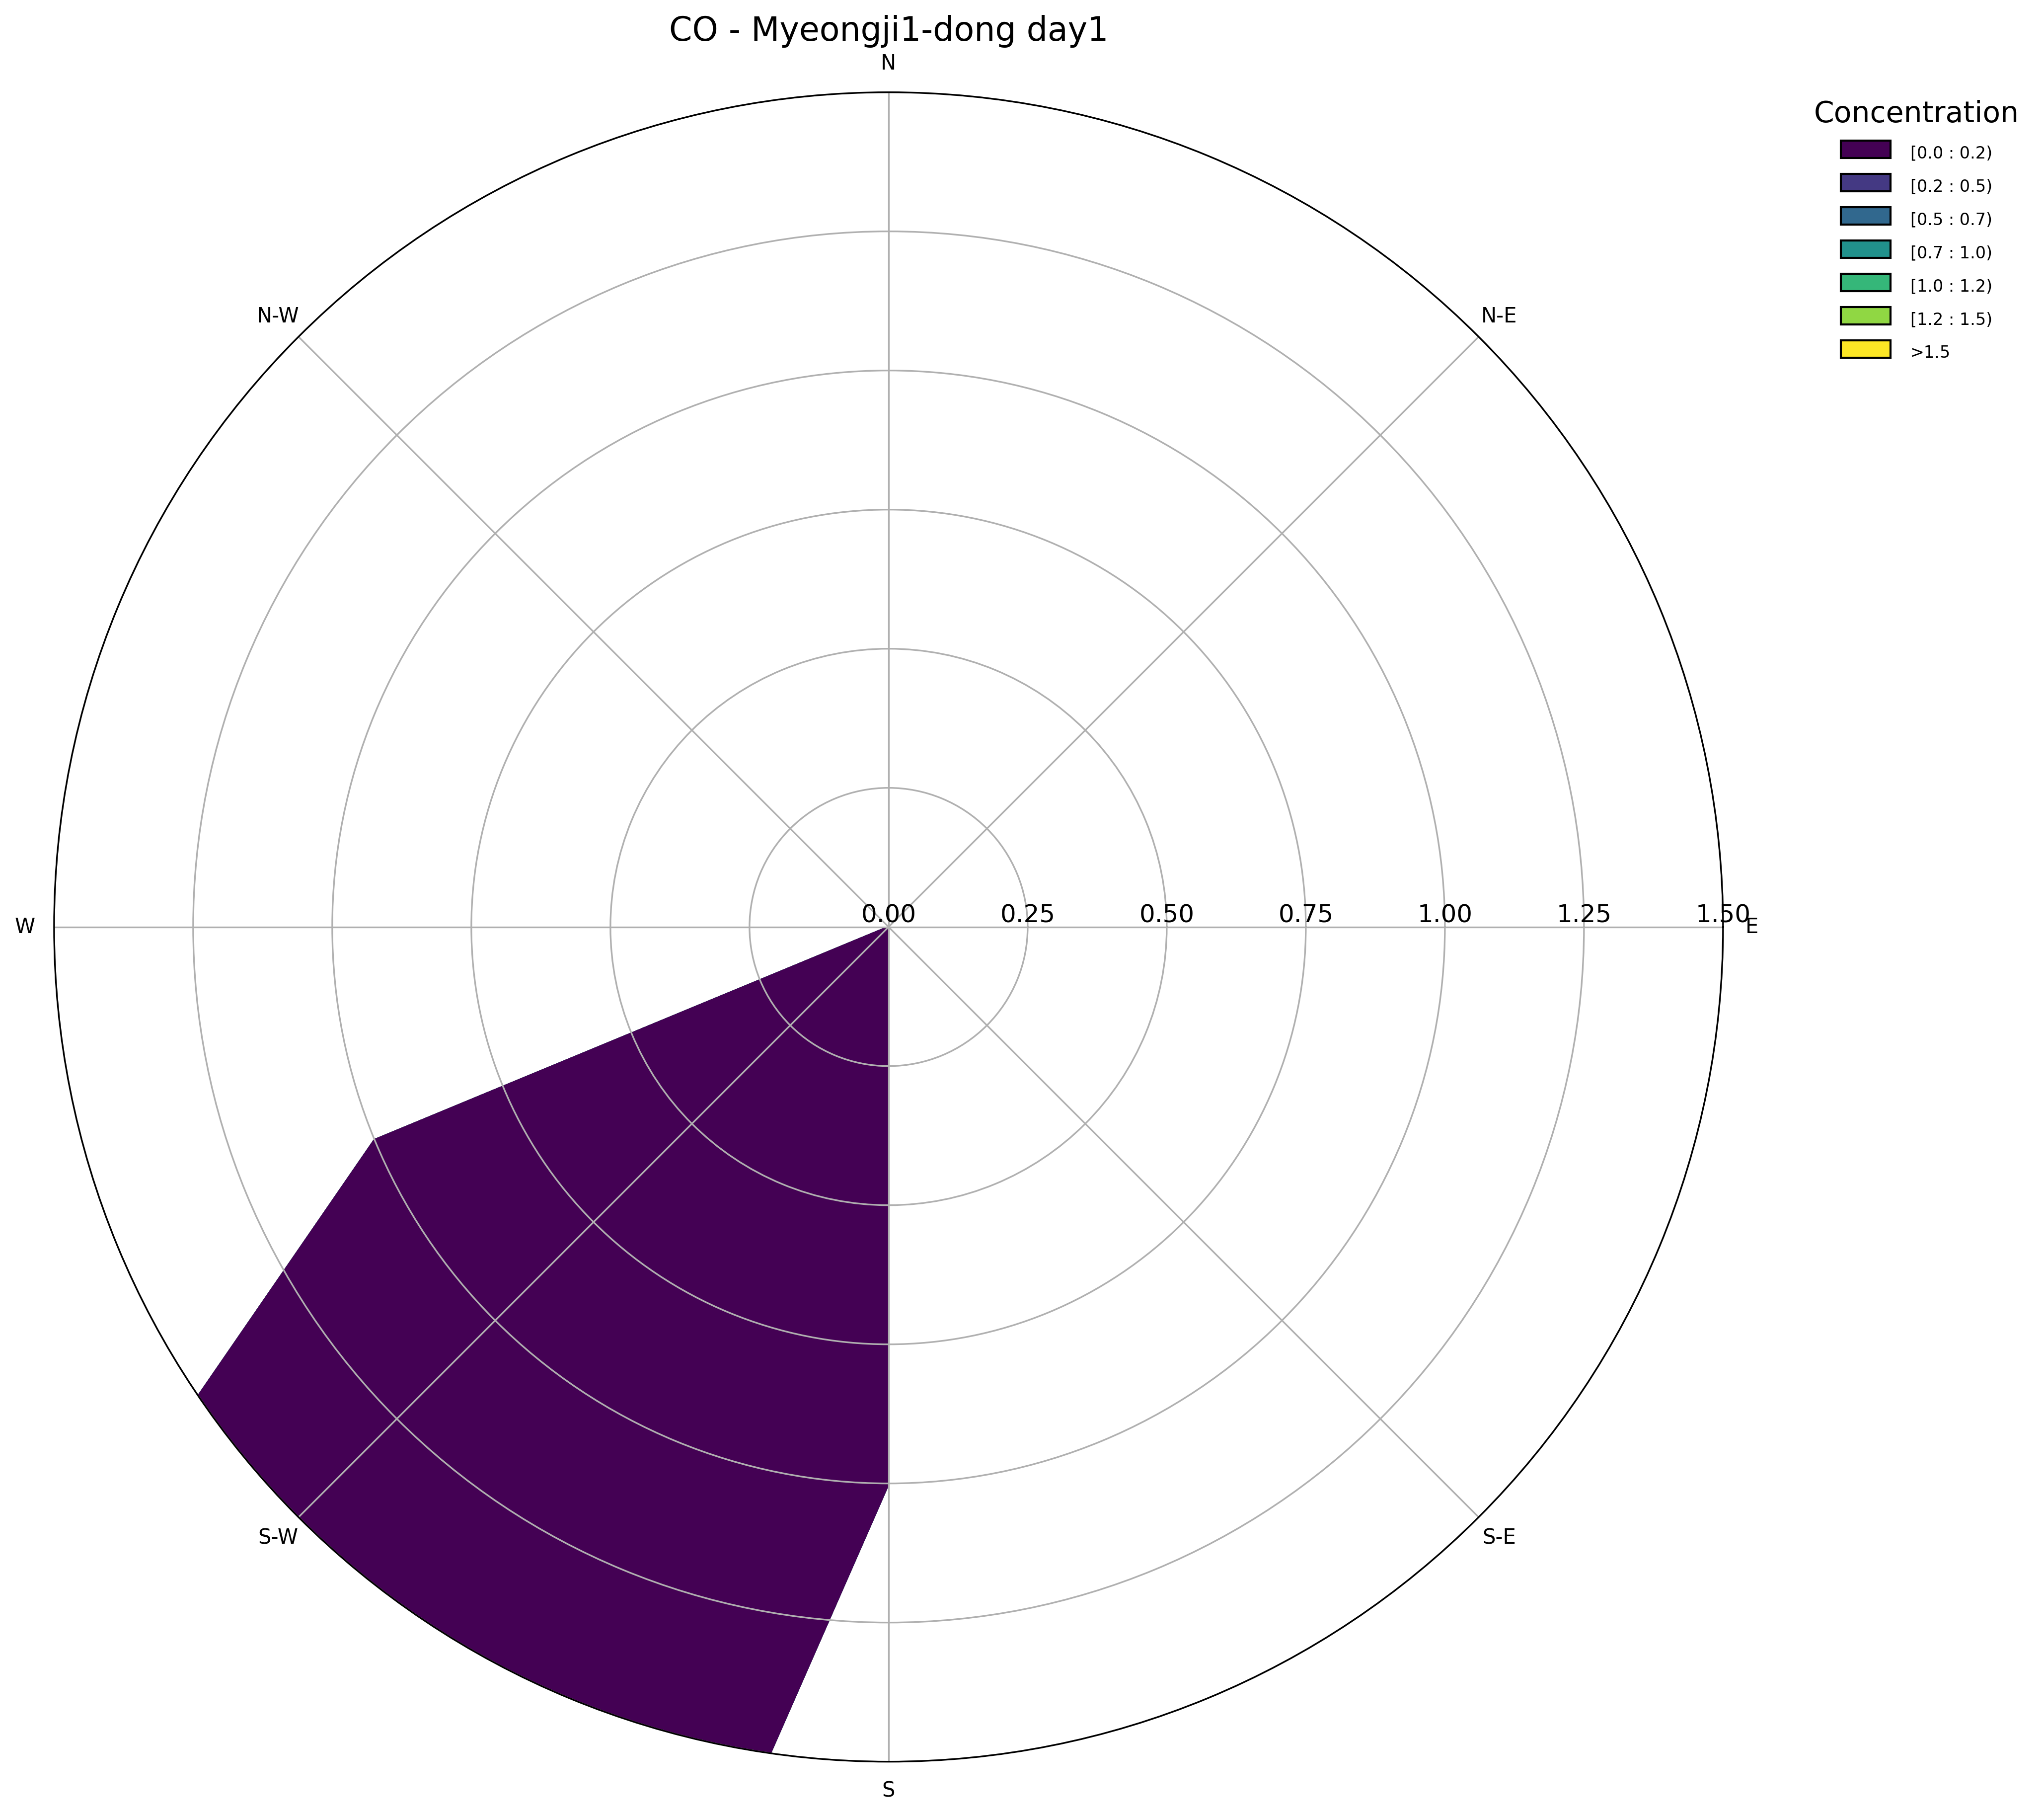 CO - Myeongji1-dong day1
N
Concentration
[0.0 : 0.2)
[0.2 : 0.5)
[0.5 : 0.7)
[0.7 : 1.0)
[1.0 : 1.2)
[1.2 : 1.5)
>1.5
N-W
N-E
W
0.00 0.25 0.50 0.75 1.00 1.25 1.50
E
S-W
S-E
S